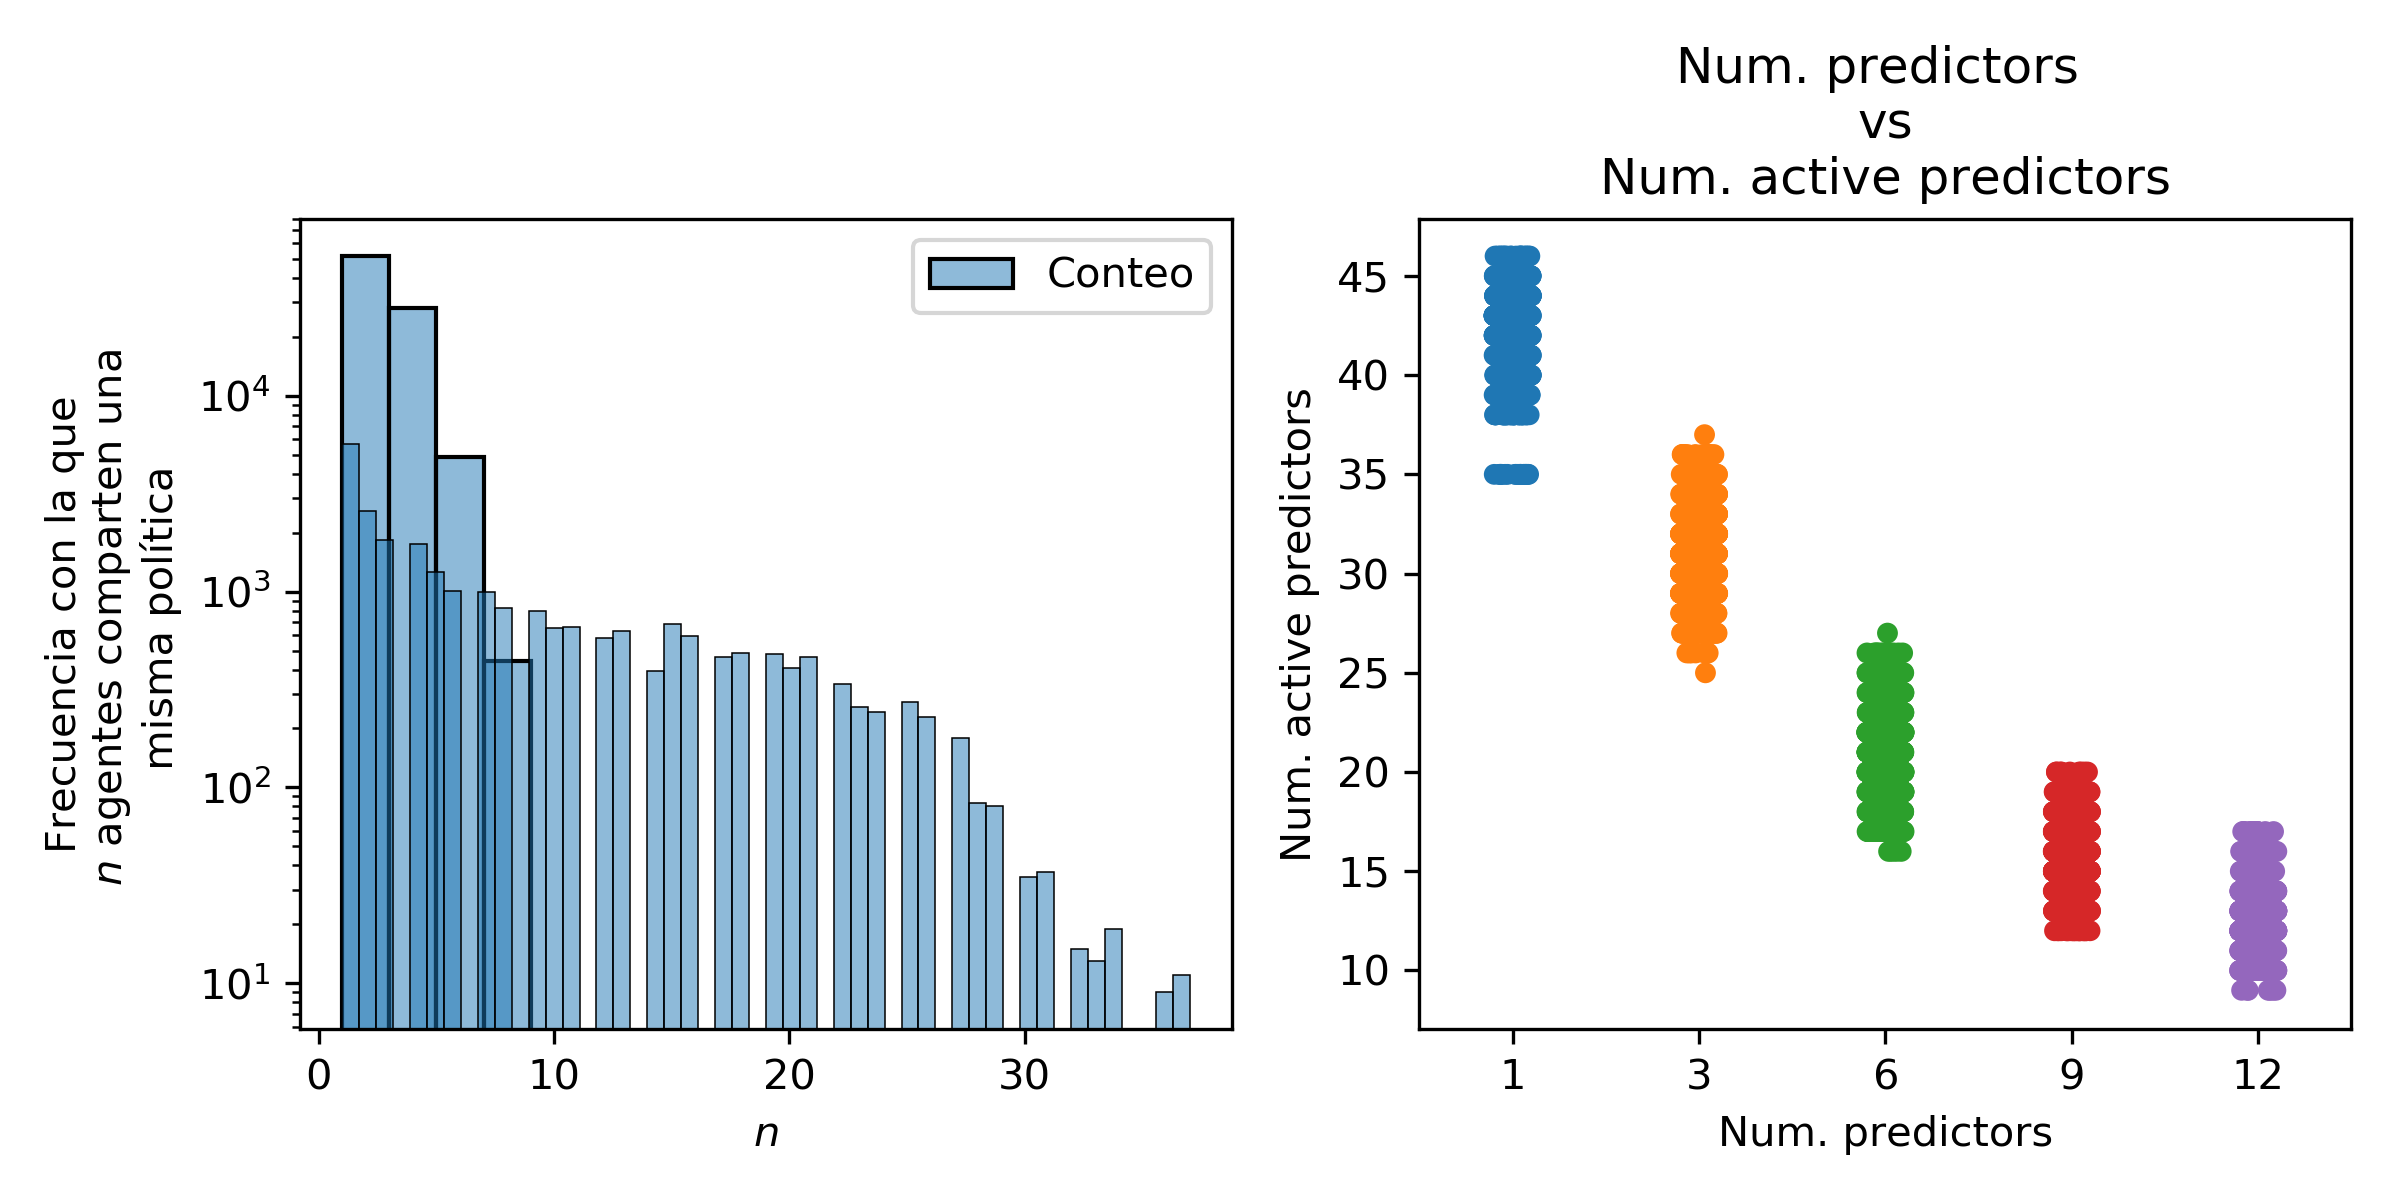 Frecuencia con la que
n agentes comparten una
misma política
10^4
10^3
10^2
10^1
0 10 20 30
n
Conteo
Num. predictors
vs
Num. active predictors
Num. active predictors
45
40
35
30
25
20
15
10
1 3 6 9 12
Num. predictors